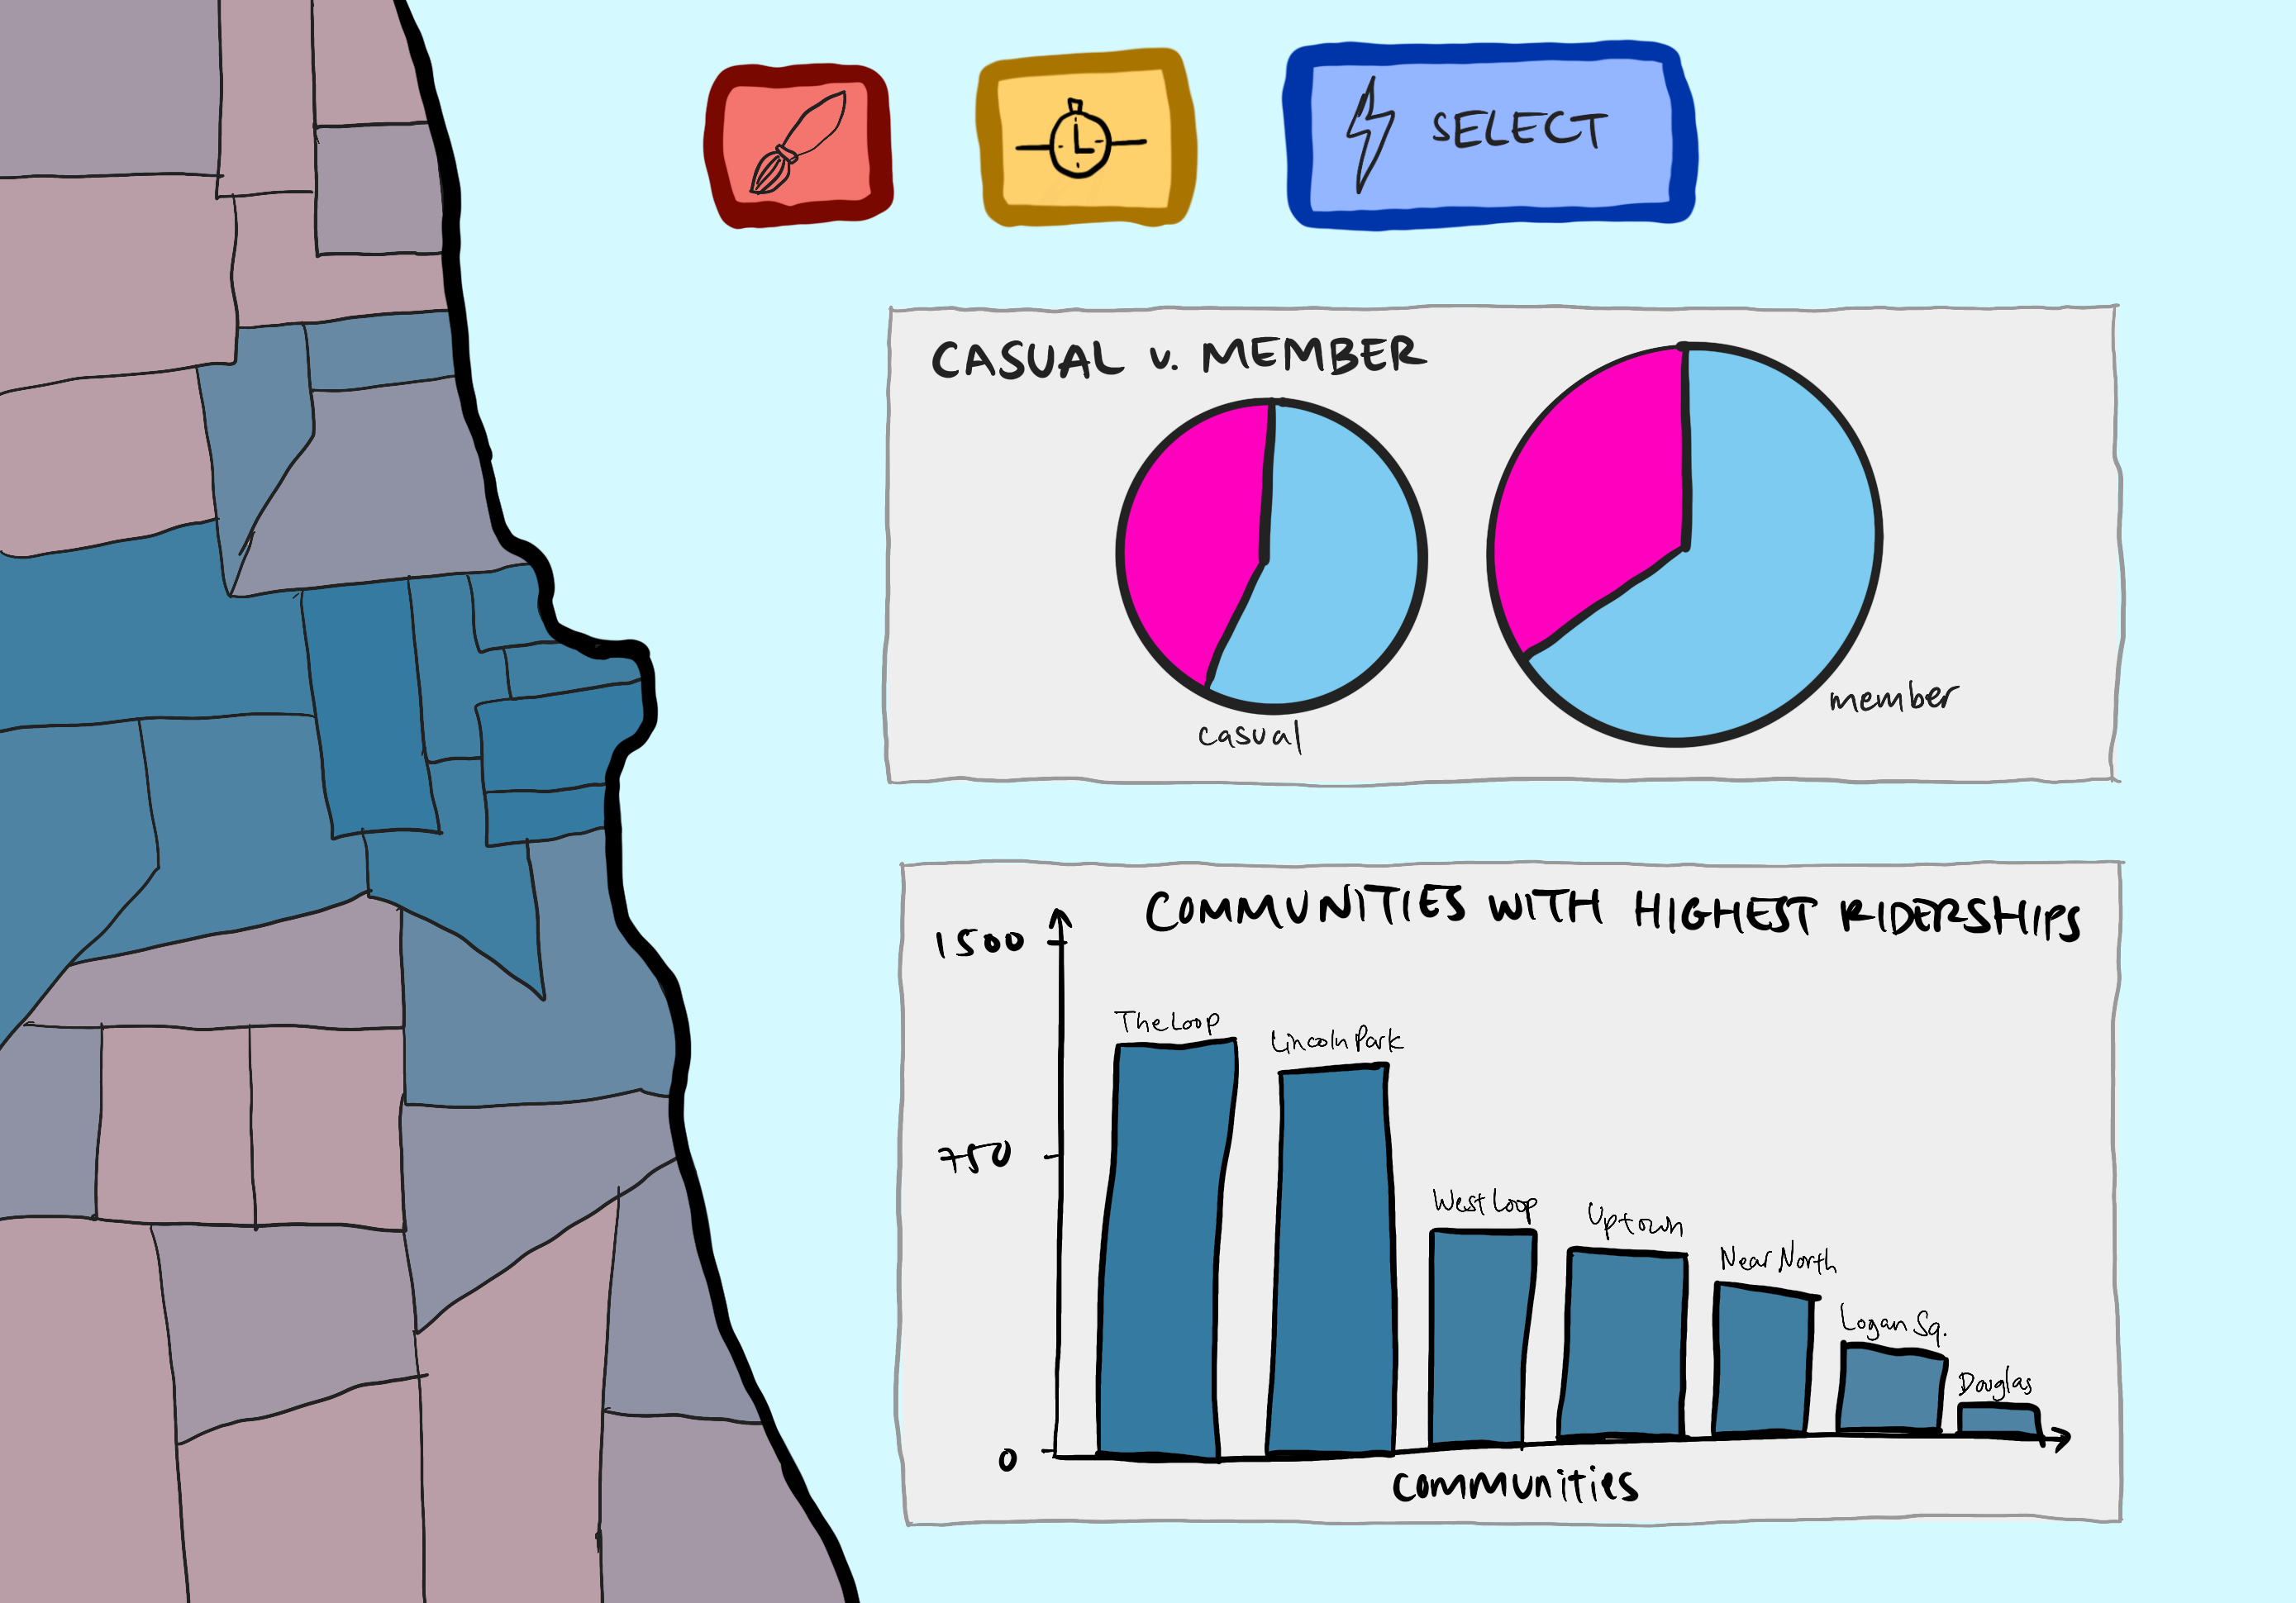 SELECT
CASUAL v. MEMBER
casual
member
COMMUNITIES WITH HIGHEST RIDERSHIPS
1500
750
0
The Loop
Lincoln Park
West Loop
Uptown
Near North
Logan Sq.
Douglas
communities